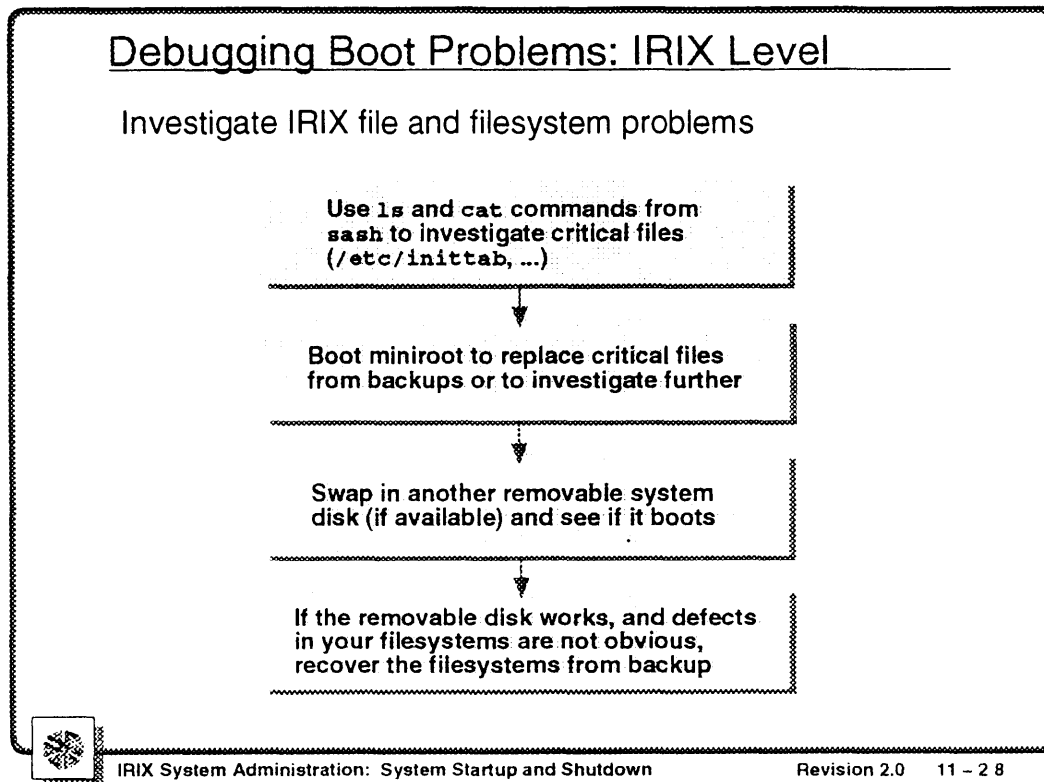 Debugging Boot Problems: IRIX Level
Investigate IRIX file and filesystem problems
Use ls and cat commands from
sash to investigate critical files
(/etc/inittab, ...)
Boot miniroot to replace critical files
from backups or to investigate further
Swap in another removable system
disk (if available) and see if it boots
If the removable disk works, and defects
in your filesystems are not obvious,
recover the filesystems from backup
IRIX System Administration: System Startup and Shutdown Revision 2.0 11 – 2 8